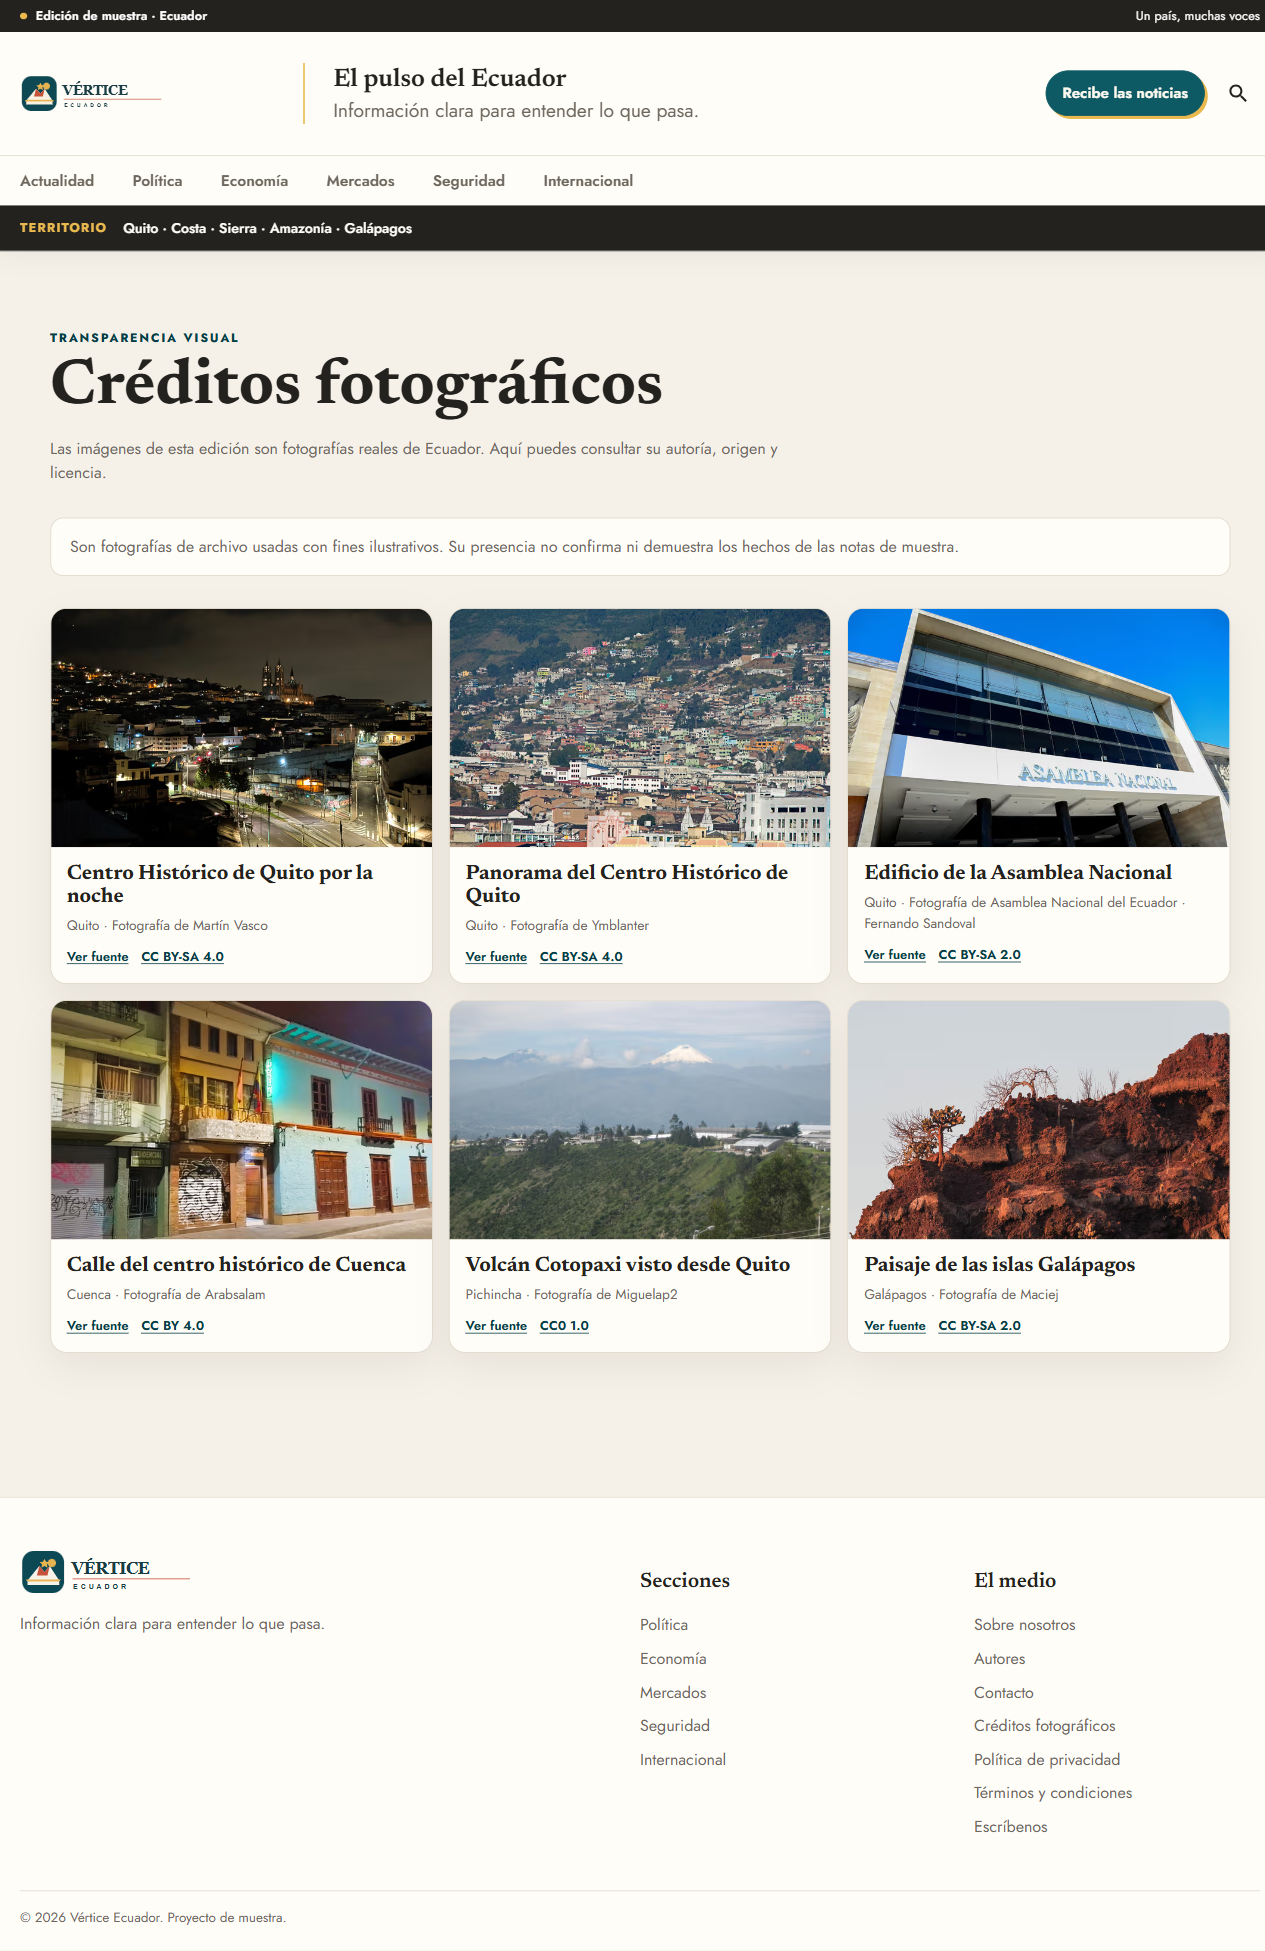 Edición de muestra · Ecuador
Un país, muchas voces
VÉRTICE
ECUADOR
El pulso del Ecuador
Información clara para entender lo que pasa.
Recibe las noticias
Actualidad Política Economía Mercados Seguridad Internacional
TERRITORIO Quito · Costa · Sierra · Amazonía · Galápagos
TRANSPARENCIA VISUAL
Créditos fotográficos
Las imágenes de esta edición son fotografías reales de Ecuador. Aquí puedes consultar su autoría, origen y
licencia.
Son fotografías de archivo usadas con fines ilustrativos. Su presencia no confirma ni demuestra los hechos de las notas de muestra.
Centro Histórico de Quito por la
noche
Quito · Fotografía de Martín Vasco
Ver fuente CC BY-SA 4.0
Panorama del Centro Histórico de
Quito
Quito · Fotografía de Ymblanter
Ver fuente CC BY-SA 4.0
ASAMBLEA NACIONAL
Edificio de la Asamblea Nacional
Quito · Fotografía de Asamblea Nacional del Ecuador ·
Fernando Sandoval
Ver fuente CC BY-SA 2.0
Calle del centro histórico de Cuenca
Cuenca · Fotografía de Arabsalam
Ver fuente CC BY 4.0
Volcán Cotopaxi visto desde Quito
Pichincha · Fotografía de Miguelap2
Ver fuente CC0 1.0
Paisaje de las islas Galápagos
Galápagos · Fotografía de Maciej
Ver fuente CC BY-SA 2.0
VÉRTICE
ECUADOR
Información clara para entender lo que pasa.
Secciones
Política
Economía
Mercados
Seguridad
Internacional
El medio
Sobre nosotros
Autores
Contacto
Créditos fotográficos
Política de privacidad
Términos y condiciones
Escríbenos
© 2026 Vértice Ecuador. Proyecto de muestra.